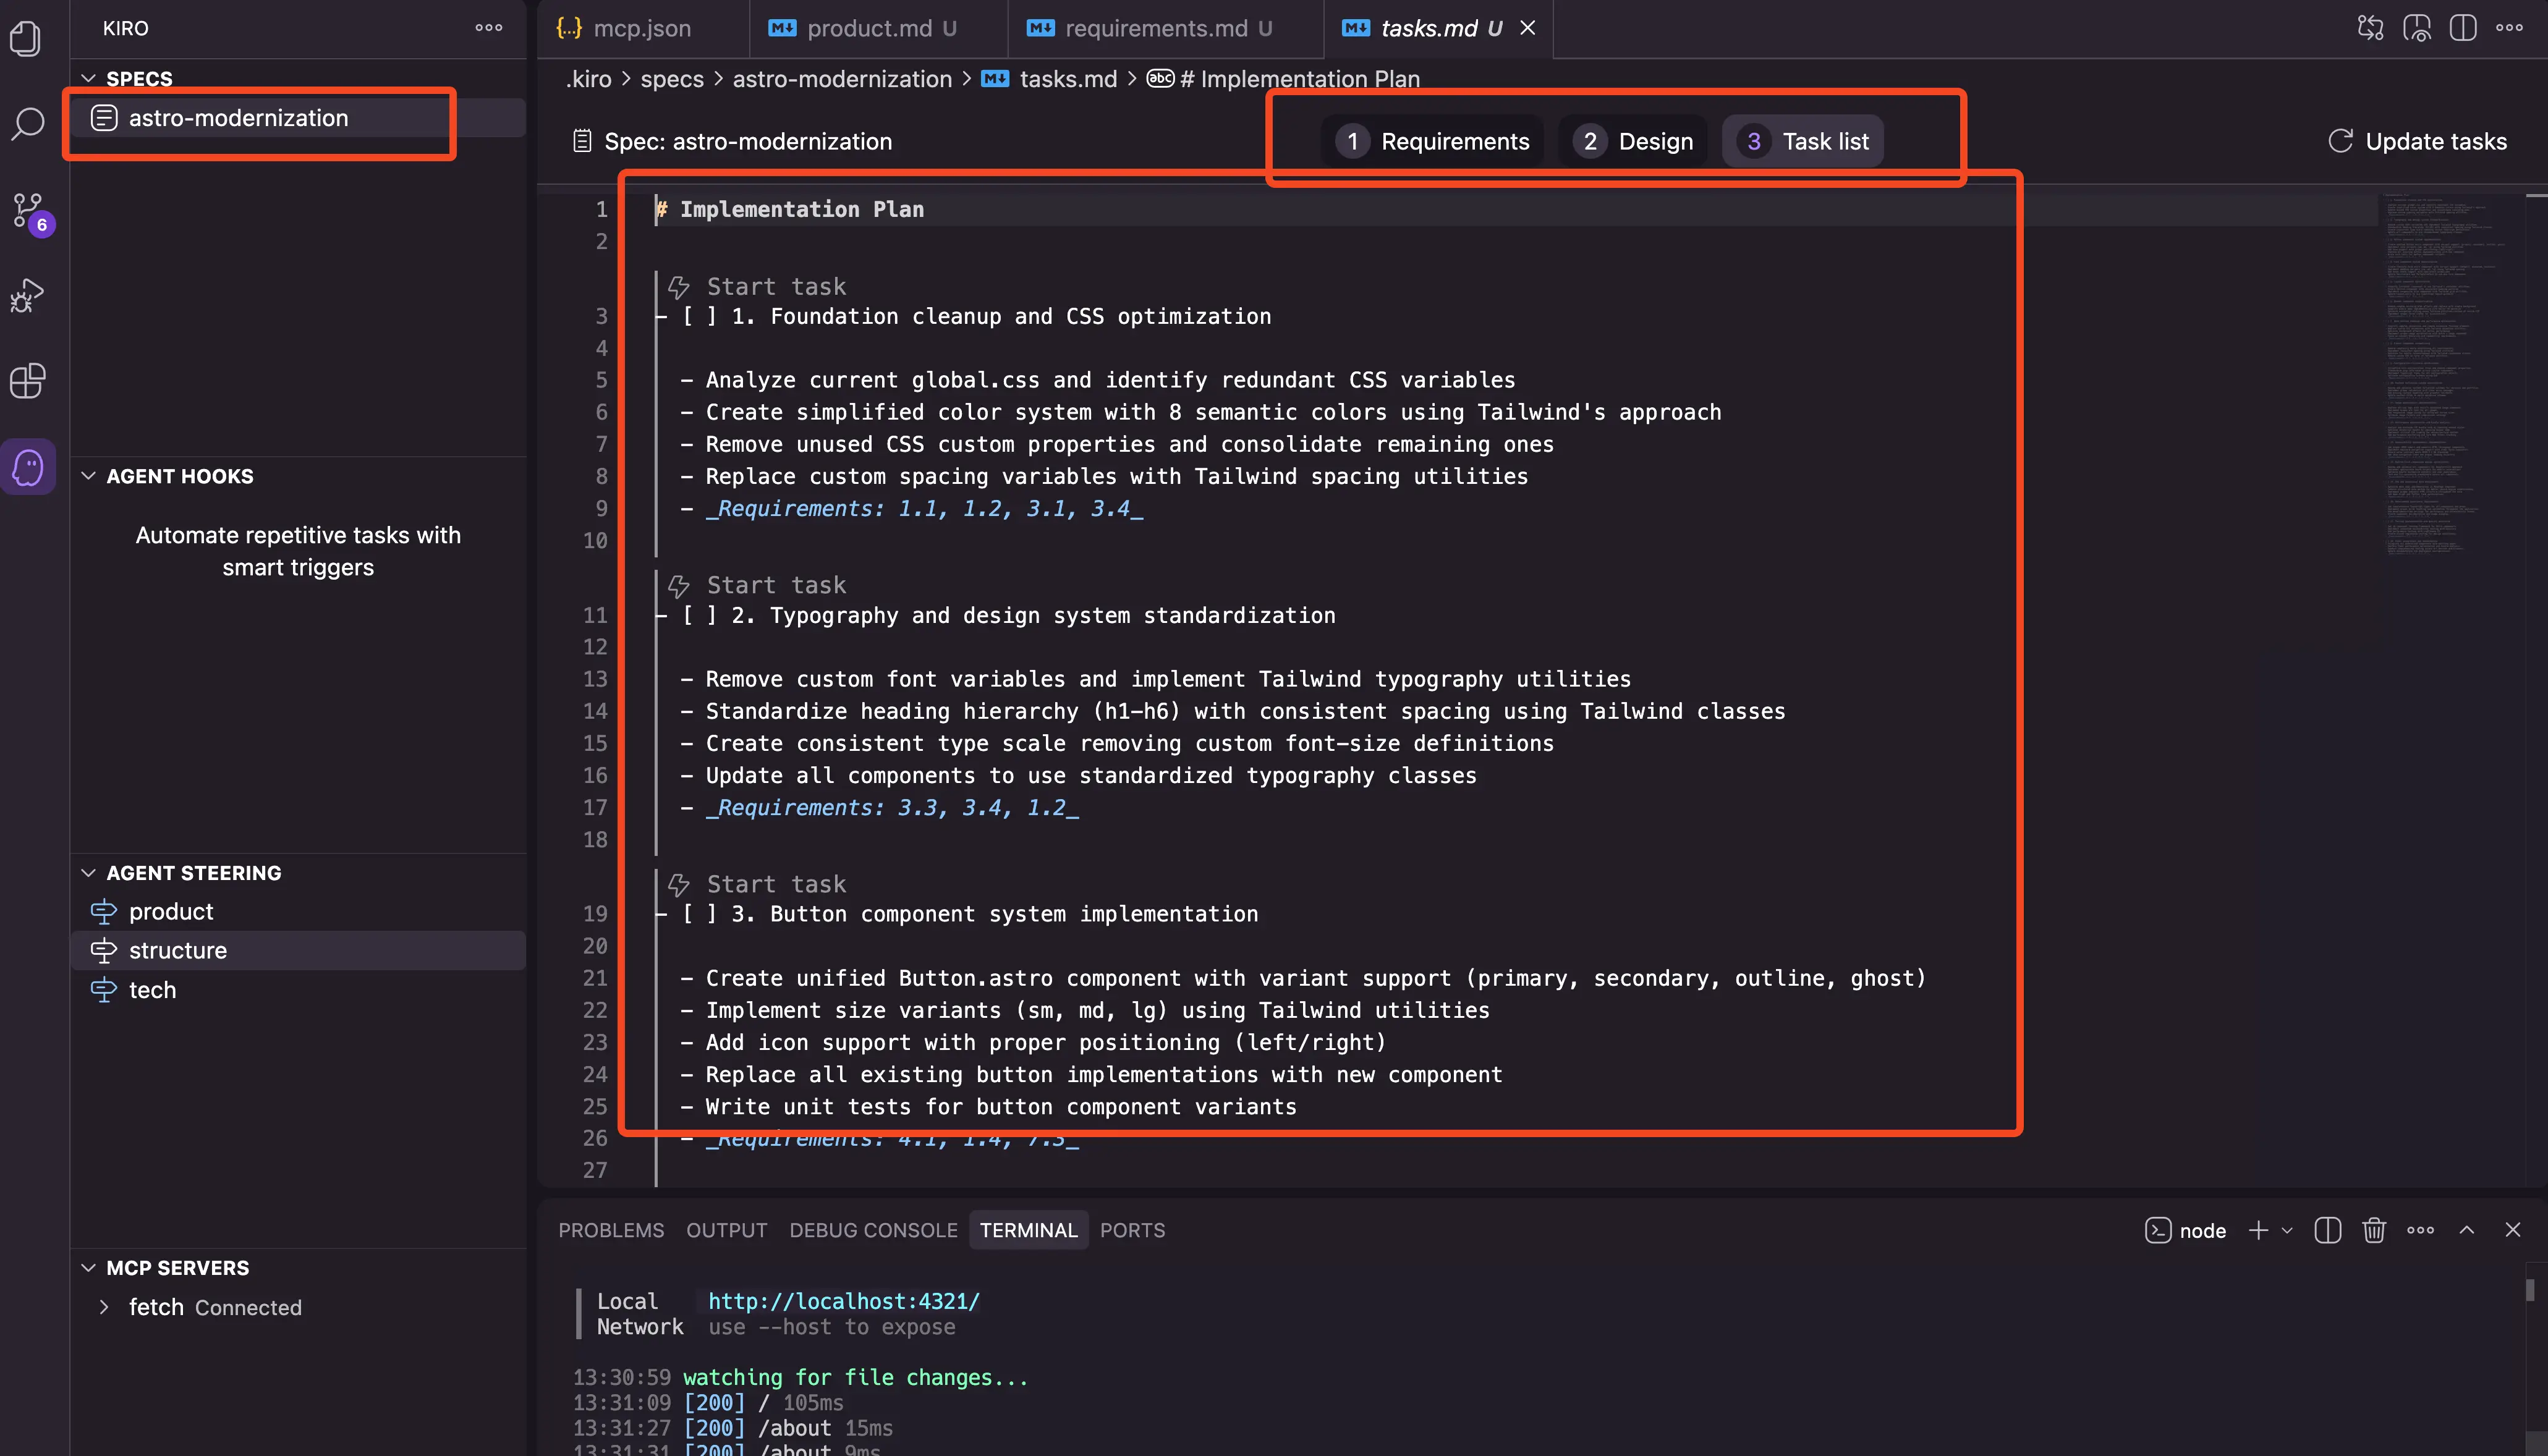 KIRO
SPECS
astro-modernization
6
AGENT HOOKS
Automate repetitive tasks with
smart triggers
AGENT STEERING
product
structure
tech
MCP SERVERS
fetch Connected
{...} mcp.json
product.md U
requirements.md U
tasks.md U
.kiro > specs > astro-modernization > tasks.md > abc # Implementation Plan
Spec: astro-modernization
1 Requirements
2 Design
3 Task list
Update tasks
1 # Implementation Plan
2
Start task
3 - [ ] 1. Foundation cleanup and CSS optimization
4
5 - Analyze current global.css and identify redundant CSS variables
6 - Create simplified color system with 8 semantic colors using Tailwind's approach
7 - Remove unused CSS custom properties and consolidate remaining ones
8 - Replace custom spacing variables with Tailwind spacing utilities
9 - _Requirements: 1.1, 1.2, 3.1, 3.4_
10
Start task
11 - [ ] 2. Typography and design system standardization
12
13 - Remove custom font variables and implement Tailwind typography utilities
14 - Standardize heading hierarchy (h1-h6) with consistent spacing using Tailwind classes
15 - Create consistent type scale removing custom font-size definitions
16 - Update all components to use standardized typography classes
17 - _Requirements: 3.3, 3.4, 1.2_
18
Start task
19 - [ ] 3. Button component system implementation
20
21 - Create unified Button.astro component with variant support (primary, secondary, outline, ghost)
22 - Implement size variants (sm, md, lg) using Tailwind utilities
23 - Add icon support with proper positioning (left/right)
24 - Replace all existing button implementations with new component
25 - Write unit tests for button component variants
26 - _Requirements: 4.1, 1.4, 7.3_
27
PROBLEMS OUTPUT DEBUG CONSOLE TERMINAL PORTS
node
Local http://localhost:4321/
Network use --host to expose
13:30:59 watching for file changes...
13:31:09 [200] / 105ms
13:31:27 [200] /about 15ms
13:31:31 [200] /about 9ms